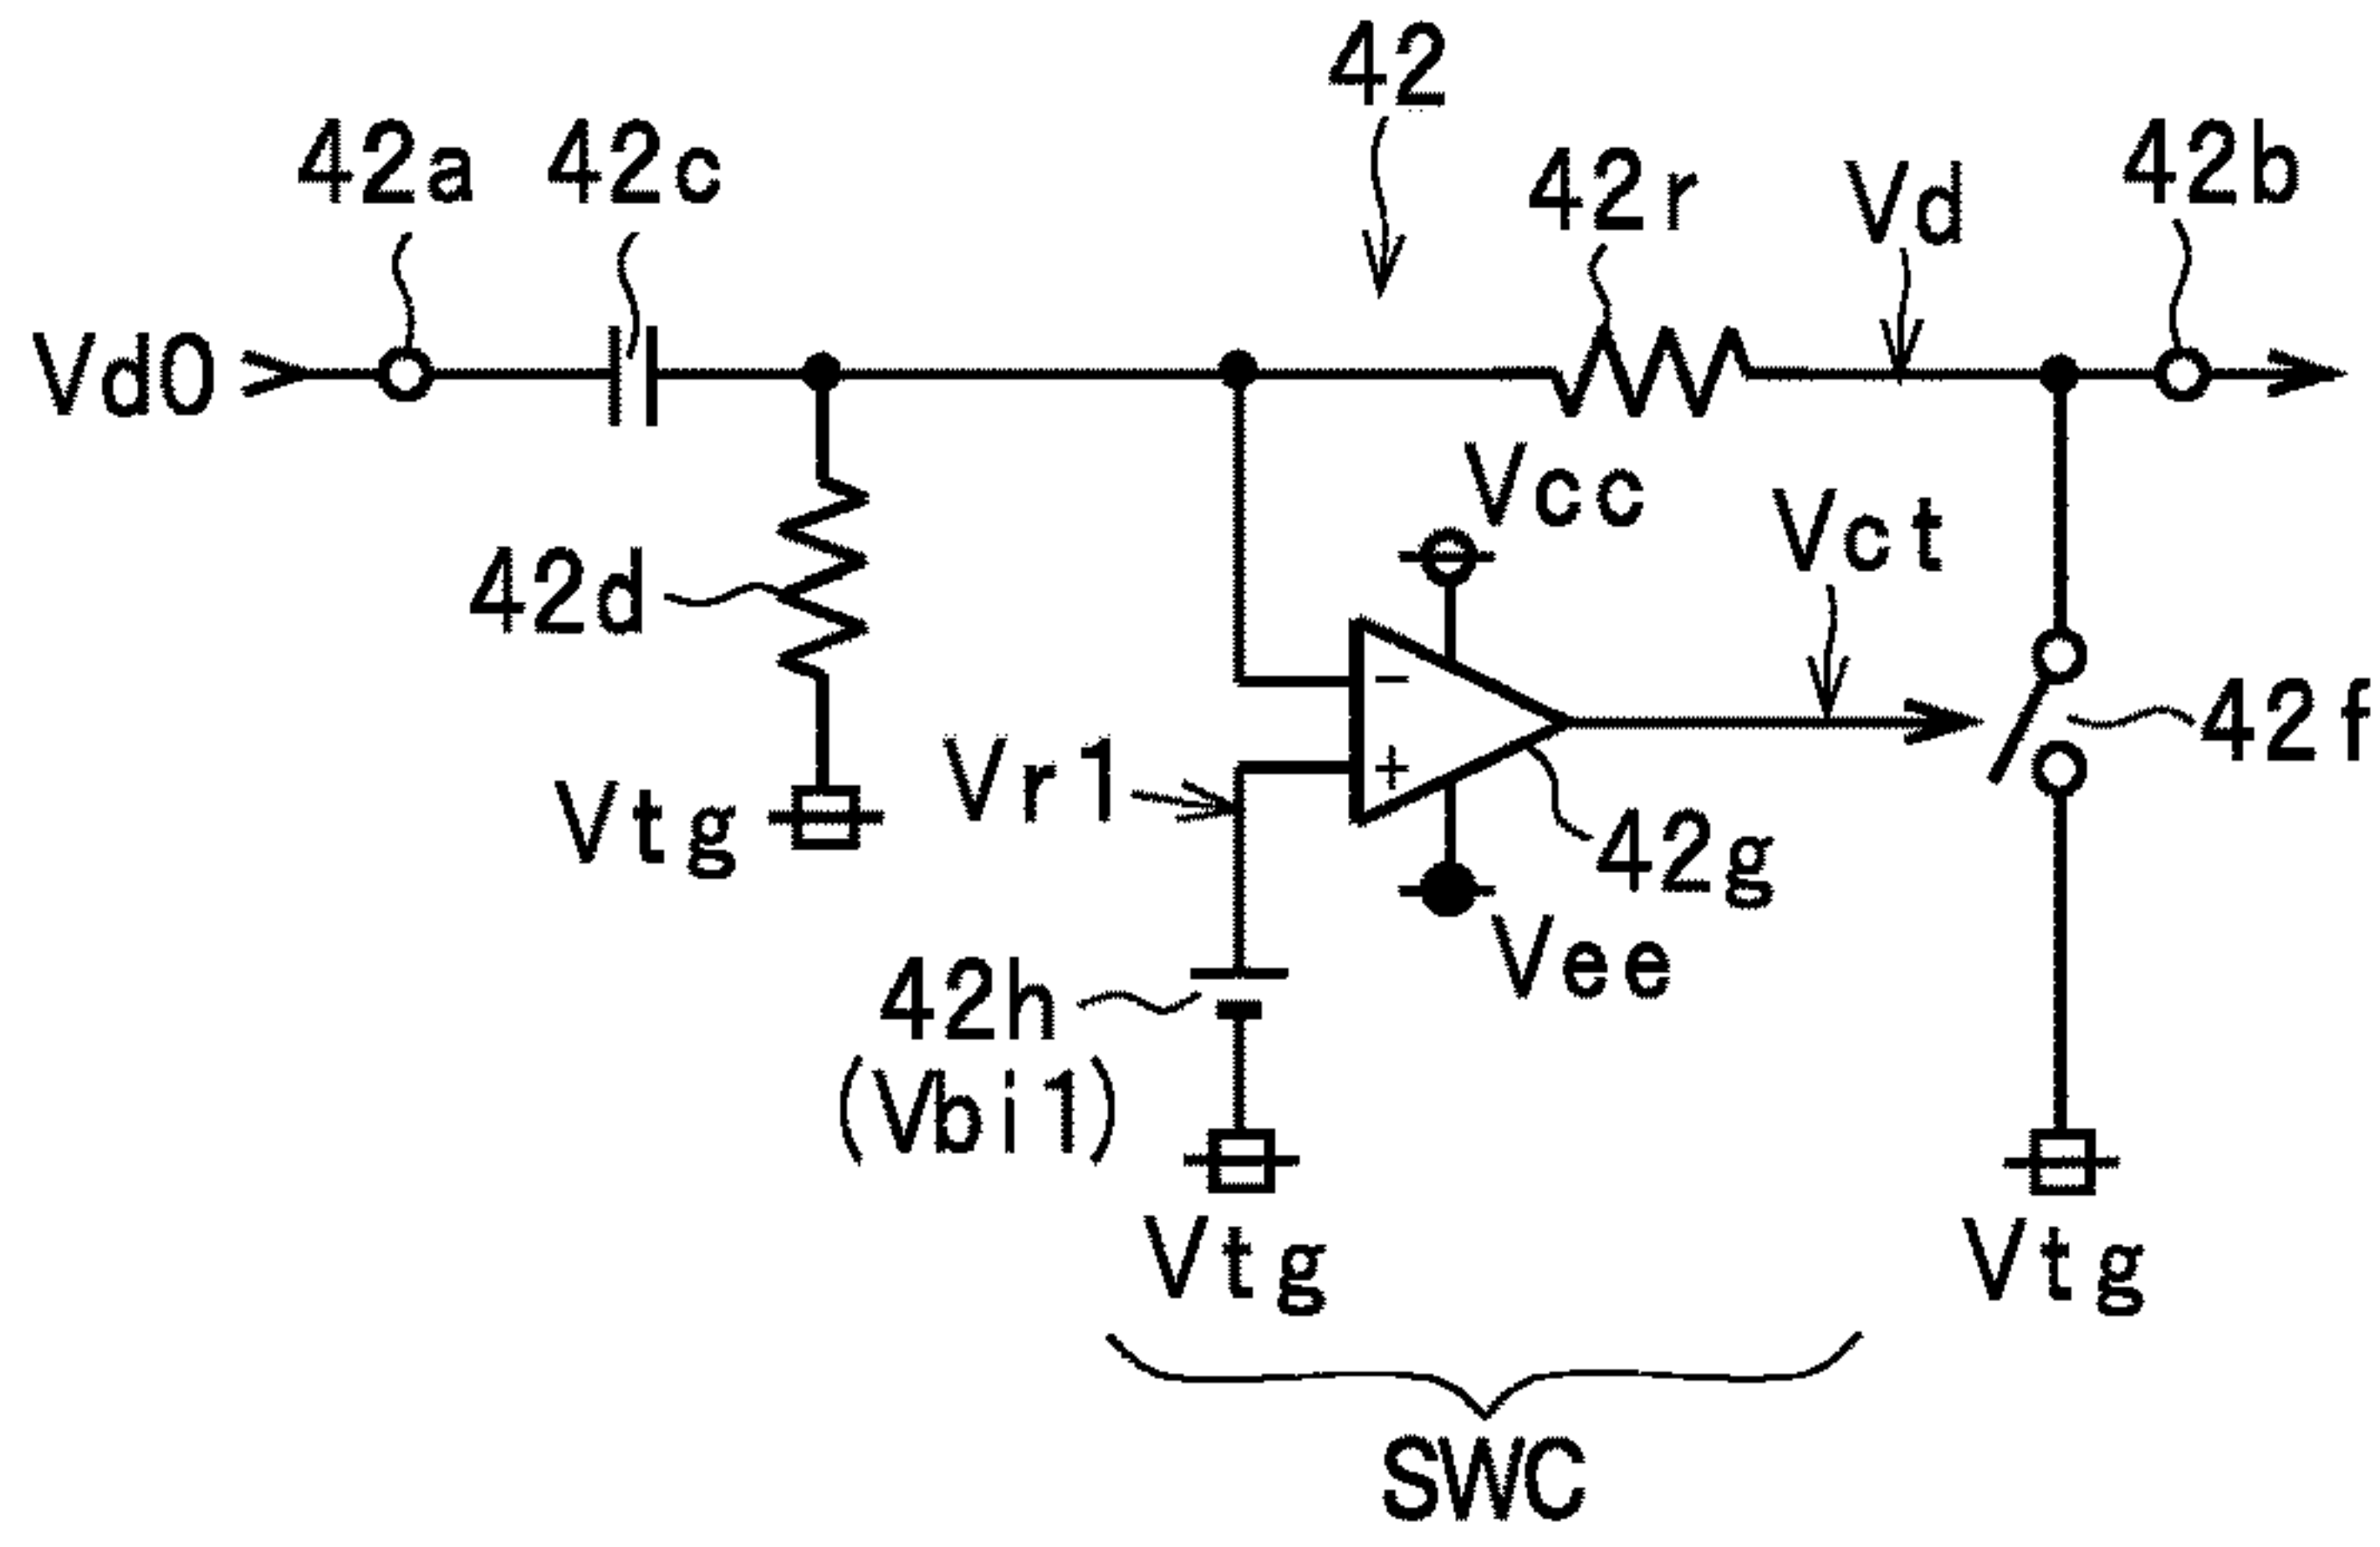 42
42a
42c
42r
Vd
42b
Vd0
Vcc
Vct
42d
−
42f
Vr1
+
Vtg
42g
Vee
42h
(Vbi1)
Vtg
Vtg
SWC